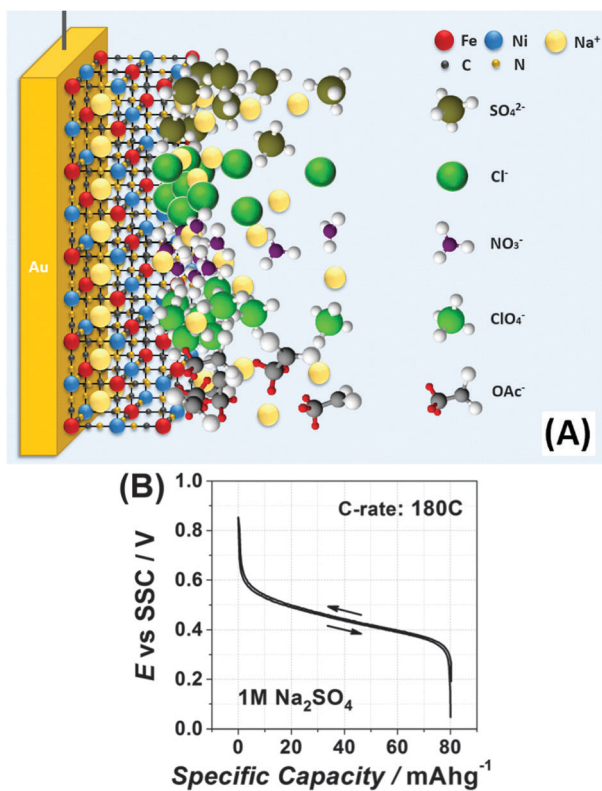 Fe Ni Na⁺
C N
SO₄²⁻
Cl⁻
NO₃⁻
Au
ClO₄⁻
OAc⁻
(A)
(B)
1.0
C-rate: 180C
0.8
0.6
0.4
0.2
0.0
E vs SSC / V
1M Na₂SO₄
0 20 40 60 80
Specific Capacity / mAhg⁻¹